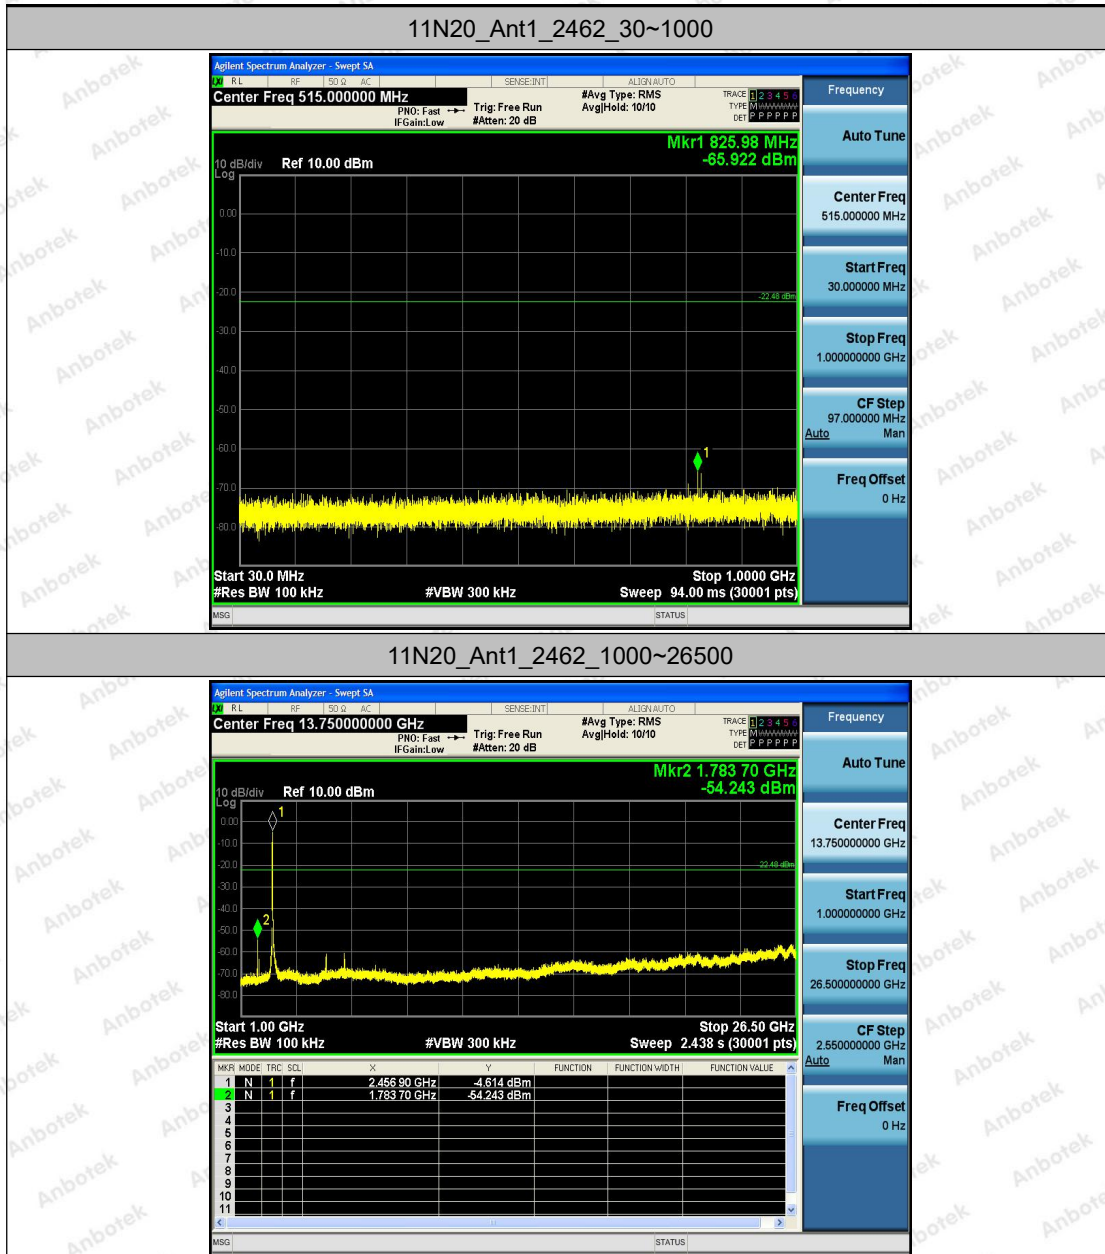 11N20_Ant1_2462_30~1000
Agilent Spectrum Analyzer - Swept SA
RL RF 50 Ω AC SENSE:INT ALIGN AUTO
Center Freq 515.000000 MHz
PNO: Fast
IFGain:Low
Trig: Free Run
#Atten: 20 dB
#Avg Type: RMS
Avg|Hold: 10/10
TRACE 1 2 3 4 5 6
TYPE M
DET P P P P P P
Mkr1 825.98 MHz
-65.922 dBm
10 dB/div Ref 10.00 dBm
Log
0.00
-10.0
-20.0
-22.48 dBm
-30.0
-40.0
-50.0
-60.0
1
-70.0
-80.0
Start 30.0 MHz
Stop 1.0000 GHz
#Res BW 100 kHz
#VBW 300 kHz
Sweep 94.00 ms (30001 pts)
MSG STATUS
Frequency
Auto Tune
Center Freq
515.000000 MHz
Start Freq
30.000000 MHz
Stop Freq
1.000000000 GHz
CF Step
97.000000 MHz
Auto Man
Freq Offset
0 Hz
11N20_Ant1_2462_1000~26500
Agilent Spectrum Analyzer - Swept SA
RL RF 50 Ω AC SENSE:INT ALIGN AUTO
Center Freq 13.750000000 GHz
PNO: Fast
IFGain:Low
Trig: Free Run
#Atten: 20 dB
#Avg Type: RMS
Avg|Hold: 10/10
TRACE 1 2 3 4 5 6
TYPE M
DET P P P P P P
Mkr2 1.783 70 GHz
-54.243 dBm
10 dB/div Ref 10.00 dBm
Log
1
0.00
-10.0
-20.0
-22.48 dBm
-30.0
-40.0
2
-50.0
-60.0
-70.0
-80.0
Start 1.00 GHz
Stop 26.50 GHz
#Res BW 100 kHz
#VBW 300 kHz
Sweep 2.438 s (30001 pts)
MKR MODE TRC SCL X Y FUNCTION FUNCTION WIDTH FUNCTION VALUE
1 N 1 f 2.456 90 GHz -4.614 dBm
2 N 1 f 1.783 70 GHz -54.243 dBm
3
4
5
6
7
8
9
10
11
MSG STATUS
Frequency
Auto Tune
Center Freq
13.750000000 GHz
Start Freq
1.000000000 GHz
Stop Freq
26.500000000 GHz
CF Step
2.550000000 GHz
Auto Man
Freq Offset
0 Hz
Anbotek